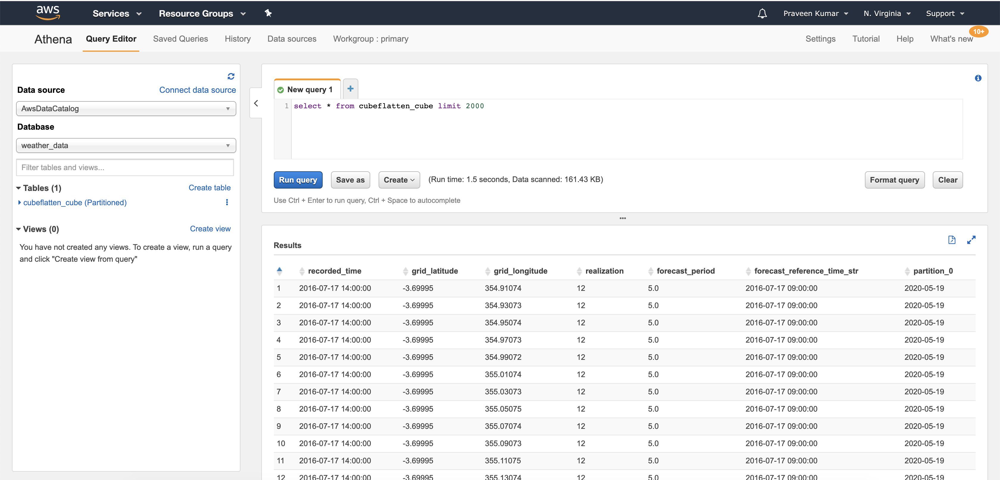 aws Services Resource Groups Praveen Kumar N. Virginia Support
Athena Query Editor Saved Queries History Data sources Workgroup : primary Settings Tutorial Help What's new 10+
Data source Connect data source
AwsDataCatalog
Database
weather_data
Filter tables and views...
Tables (1) Create table
cubeflatten_cube (Partitioned)
Views (0) Create view
You have not created any views. To create a view, run a query
and click "Create view from query"
New query 1
1 select * from cubeflatten_cube limit 2000
Run query Save as Create (Run time: 1.5 seconds, Data scanned: 161.43 KB) Format query Clear
Use Ctrl + Enter to run query, Ctrl + Space to autocomplete
Results
recorded_time grid_latitude grid_longitude realization forecast_period forecast_reference_time_str partition_0
1 2016-07-17 14:00:00 -3.69995 354.91074 12 5.0 2016-07-17 09:00:00 2020-05-19
2 2016-07-17 14:00:00 -3.69995 354.93073 12 5.0 2016-07-17 09:00:00 2020-05-19
3 2016-07-17 14:00:00 -3.69995 354.95074 12 5.0 2016-07-17 09:00:00 2020-05-19
4 2016-07-17 14:00:00 -3.69995 354.97073 12 5.0 2016-07-17 09:00:00 2020-05-19
5 2016-07-17 14:00:00 -3.69995 354.99072 12 5.0 2016-07-17 09:00:00 2020-05-19
6 2016-07-17 14:00:00 -3.69995 355.01074 12 5.0 2016-07-17 09:00:00 2020-05-19
7 2016-07-17 14:00:00 -3.69995 355.03073 12 5.0 2016-07-17 09:00:00 2020-05-19
8 2016-07-17 14:00:00 -3.69995 355.05075 12 5.0 2016-07-17 09:00:00 2020-05-19
9 2016-07-17 14:00:00 -3.69995 355.07074 12 5.0 2016-07-17 09:00:00 2020-05-19
10 2016-07-17 14:00:00 -3.69995 355.09073 12 5.0 2016-07-17 09:00:00 2020-05-19
11 2016-07-17 14:00:00 -3.69995 355.11075 12 5.0 2016-07-17 09:00:00 2020-05-19
12 2016-07-17 14:00:00 -3.69995 355.13074 12 5.0 2016-07-17 09:00:00 2020-05-19